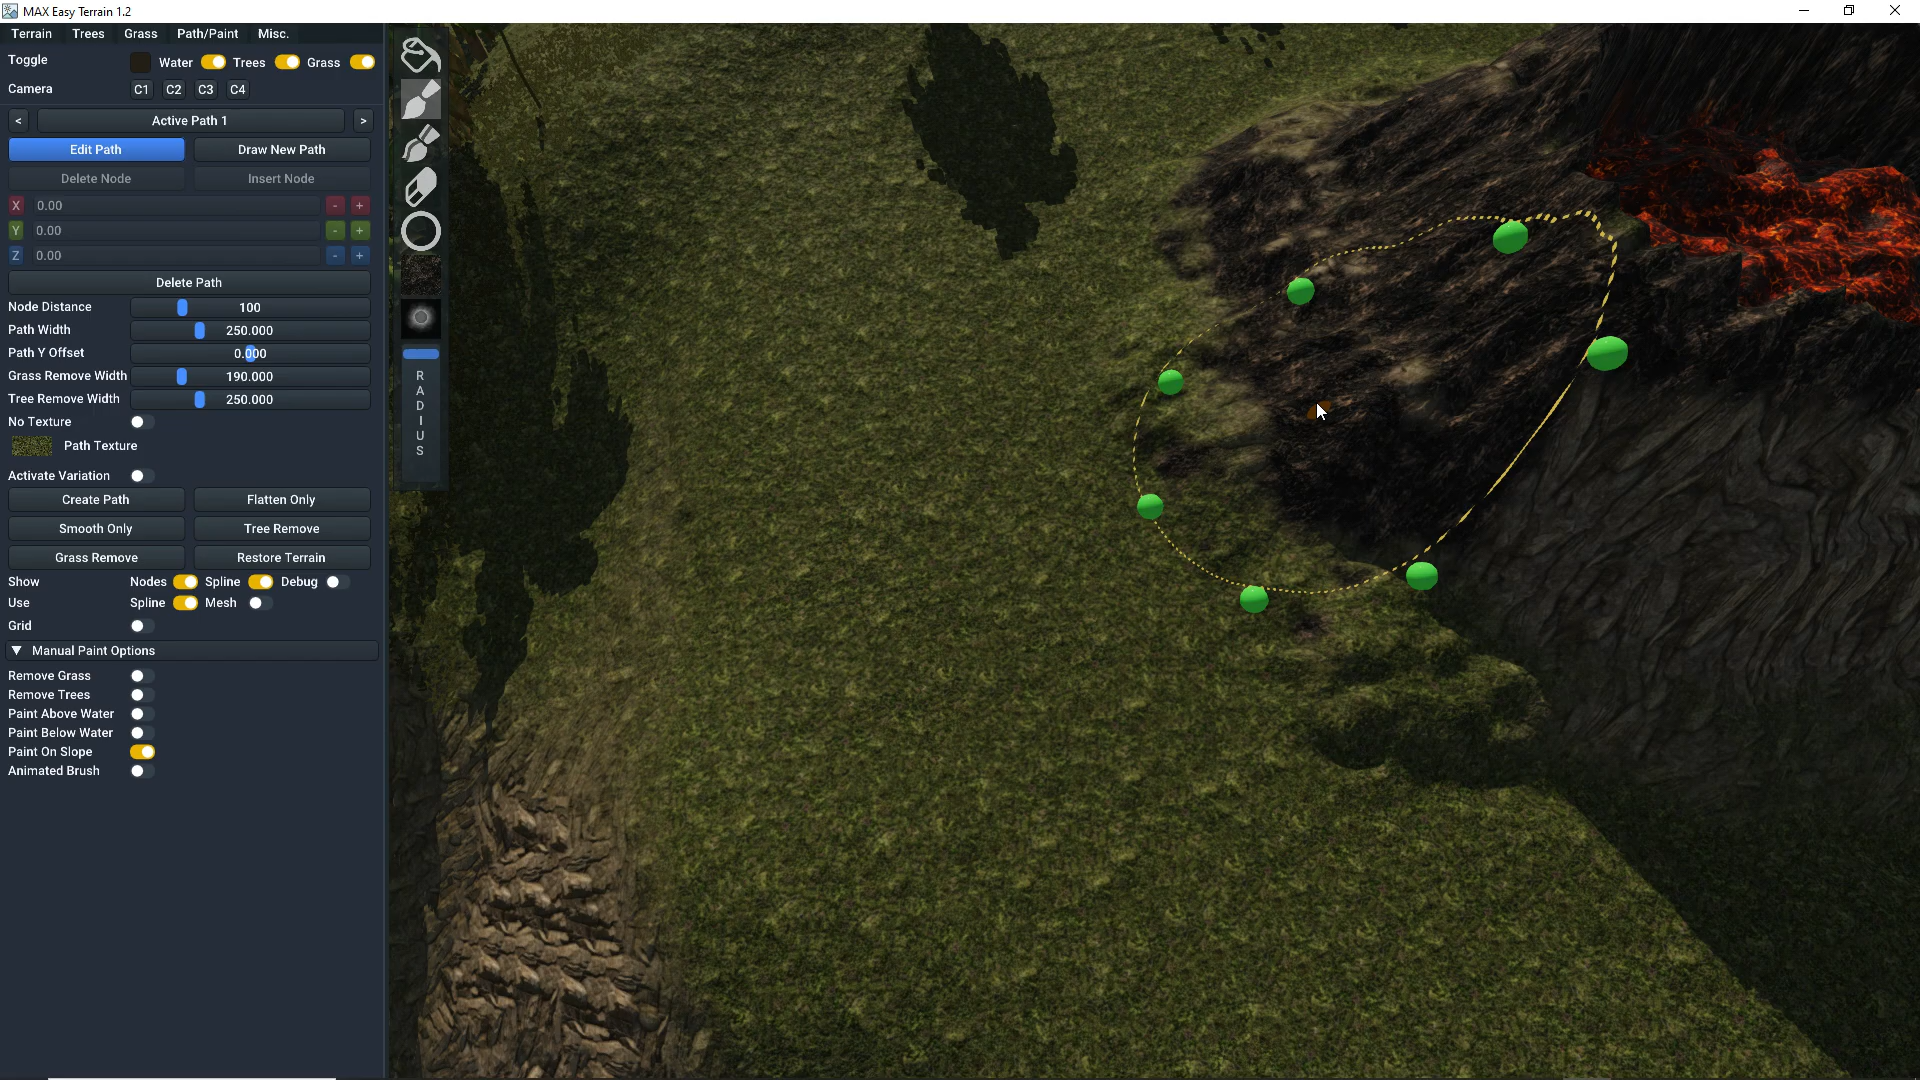 MAX Easy Terrain 1.2
Terrain Trees Grass Path/Paint Misc.
Toggle Water Trees Grass
Camera C1 C2 C3 C4
< Active Path 1 >
Edit Path Draw New Path
Delete Node Insert Node
X 0.00 - +
Y 0.00 - +
Z 0.00 - +
Delete Path
Node Distance 100
Path Width 250.000
Path Y Offset 0.000
Grass Remove Width 190.000
Tree Remove Width 250.000
No Texture
Path Texture
Activate Variation
Create Path Flatten Only
Smooth Only Tree Remove
Grass Remove Restore Terrain
Show Nodes Spline Debug
Use Spline Mesh
Grid
Manual Paint Options
Remove Grass
Remove Trees
Paint Above Water
Paint Below Water
Paint On Slope
Animated Brush
RADIUS